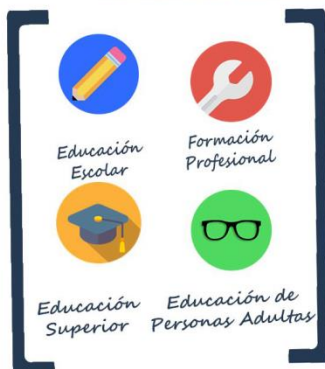 Educación
Escolar
Formación
Profesional
Educación
Superior
Educación de
Personas Adultas